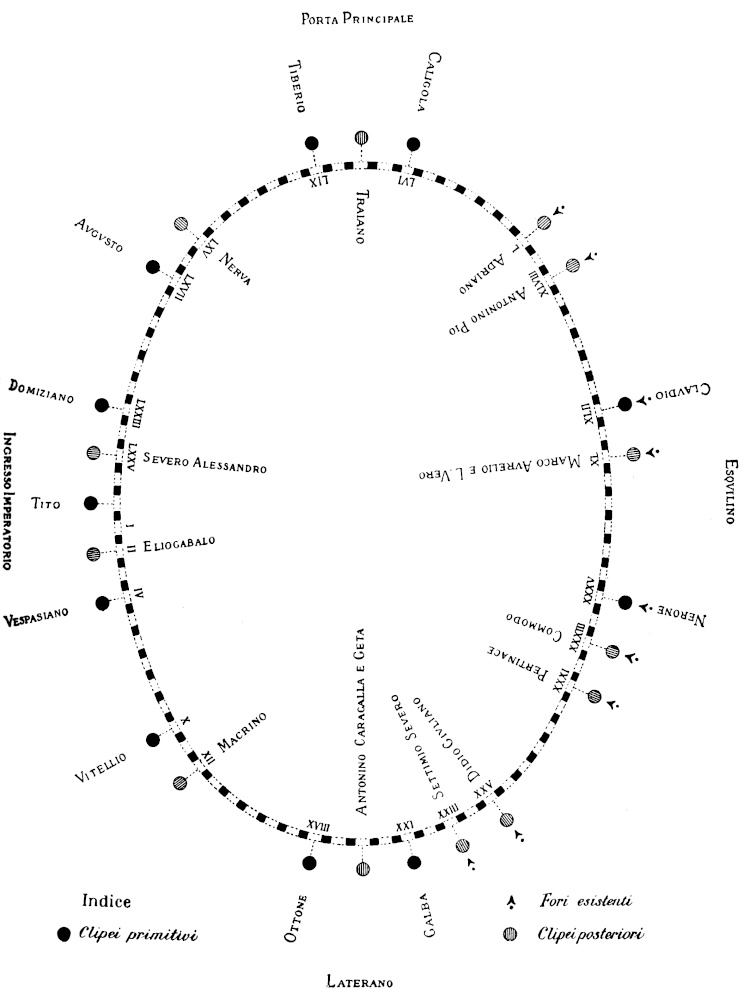 PORTA PRINCIPALE
TIBERIO
CALIGOLA
LIX
LVI
TRAIANO
AVGVSTO
LXV
NERVA
LXVII
L
ADRIANO
XLVIII
ANTONINO PIO
DOMIZIANO
LXXIII
CLAVDIO
XLII
LXXV
SEVERO ALESSANDRO
IX
MARCO AVRELIO E L. VERO
INGRESSO IMPERATORIO
ESQVILINO
TITO
I
II
ELIOGABALO
IV
VESPASIANO
XXXV
NERONE
XXXIII
COMMODO
XXXI
PERTINACE
X
VITELLIO
XII
MACRINO
ANTONINO CARACALLA E GETA
SETTIMIO SEVERO
DIDIO GIVLIANO
XXV
XXIII
XXI
XVIII
OTTONE
GALBA
Indice
Clipei primitivi
Fori esistenti
Clipei posteriori
LATERANO